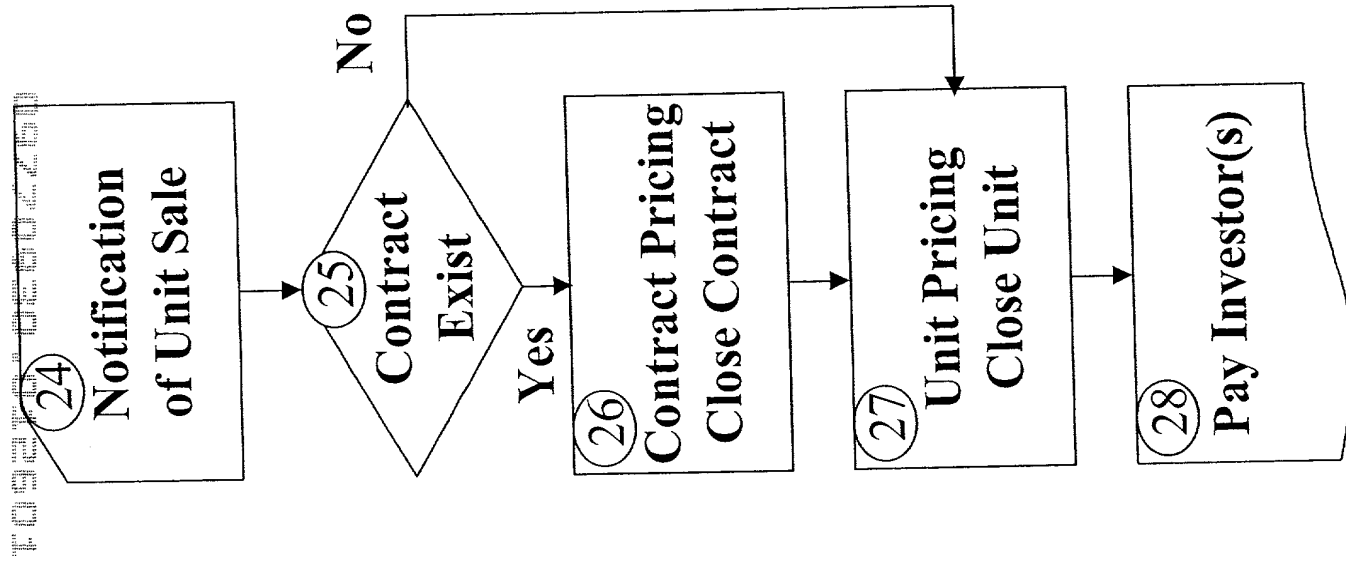 24
Notification
of Unit Sale
25
Contract
Exist
No
Yes
26
Contract Pricing
Close Contract
27
Unit Pricing
Close Unit
28
Pay Investor(s)